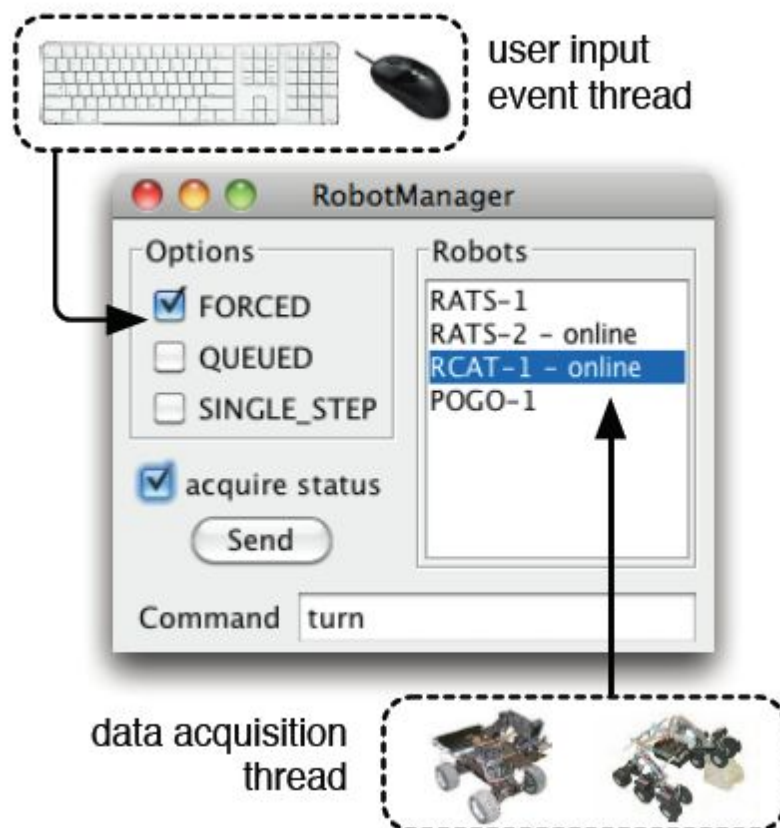 user input
event thread
RobotManager
Options
FORCED
QUEUED
SINGLE_STEP
acquire status
Send
Robots
RATS-1
RATS-2 - online
RCAT-1 - online
POGO-1
Command
turn
data acquisition
thread